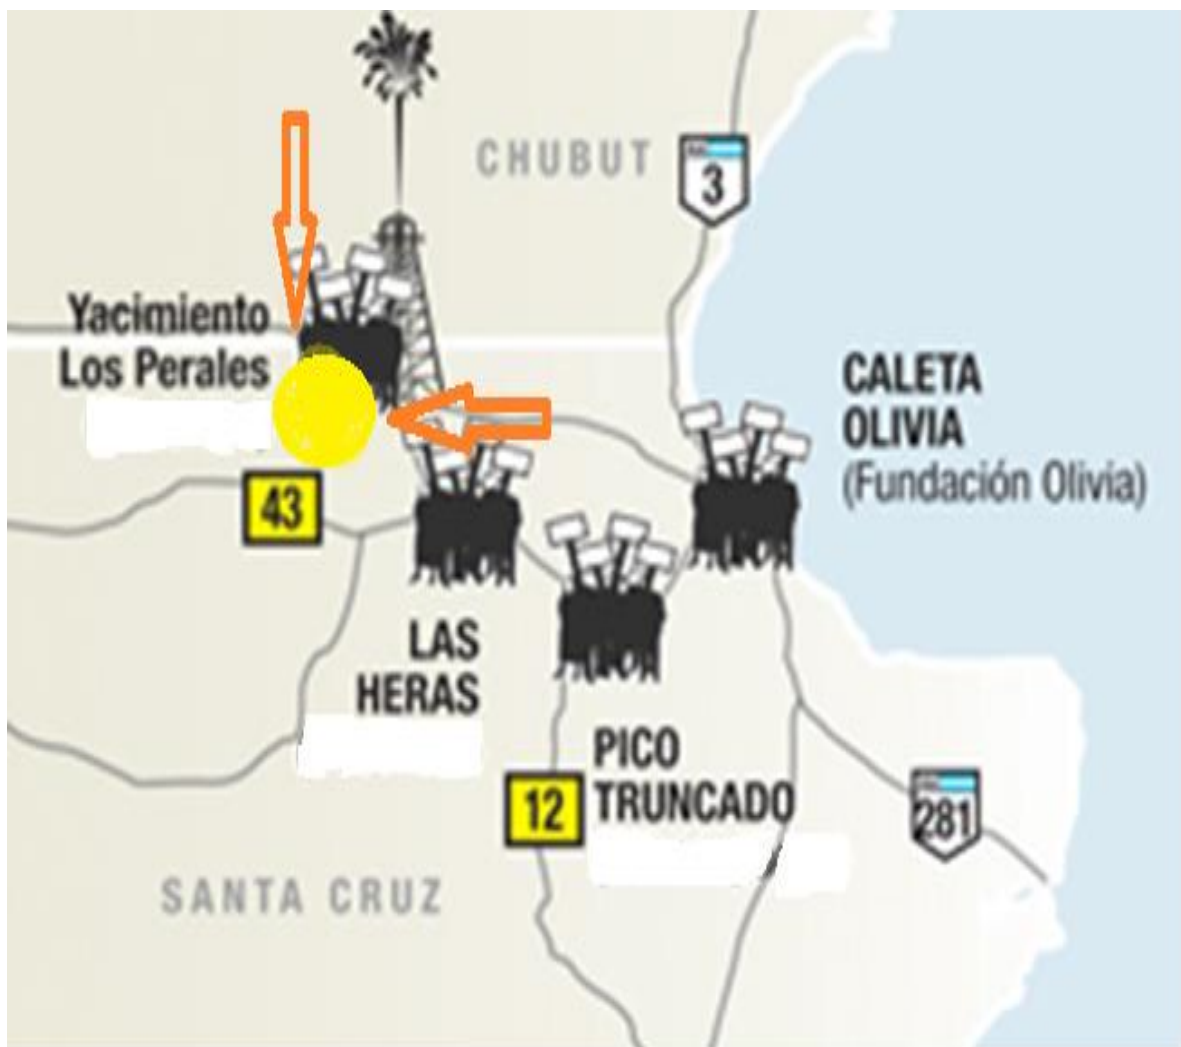 CHUBUT
3
Yacimiento
Los Perales
CALETA
OLIVIA
(Fundación Olivia)
43
LAS
HERAS
PICO
TRUNCADO
12
281
SANTA CRUZ